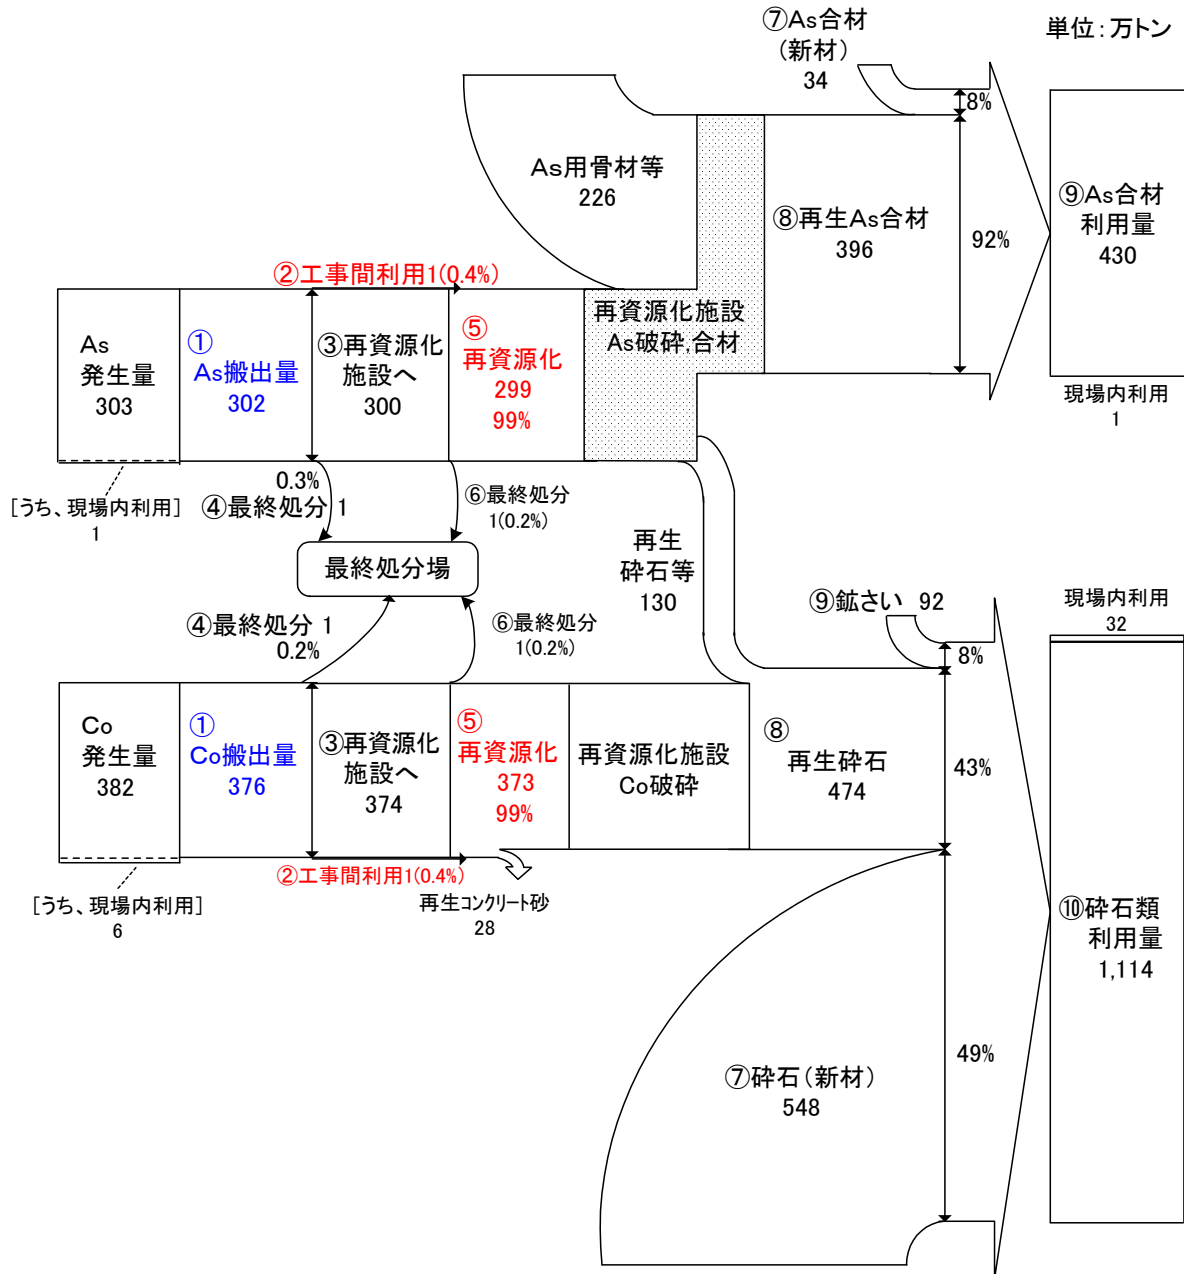 単位：万トン
⑦As合材
（新材）
34
8%
As用骨材等
226
⑧再生As合材
396
92%
⑨As合材
利用量
430
現場内利用
1
②工事間利用1(0.4%)
As
発生量
303
①
As搬出量
302
③再資源化
施設へ
300
⑤
再資源化
299
99%
再資源化施設
As破砕,合材
[うち、現場内利用]
1
0.3%
④最終処分 1
⑥最終処分
1(0.2%)
最終処分場
再生
砕石等
130
④最終処分 1
0.2%
⑥最終処分
1(0.2%)
⑨鉱さい 92
8%
現場内利用
32
Co
発生量
382
①
Co搬出量
376
③再資源化
施設へ
374
⑤
再資源化
373
99%
再資源化施設
Co破砕
⑧
再生砕石
474
43%
②工事間利用1(0.4%)
[うち、現場内利用]
6
再生コンクリート砂
28
⑩砕石類
利用量
1,114
⑦砕石（新材）
548
49%